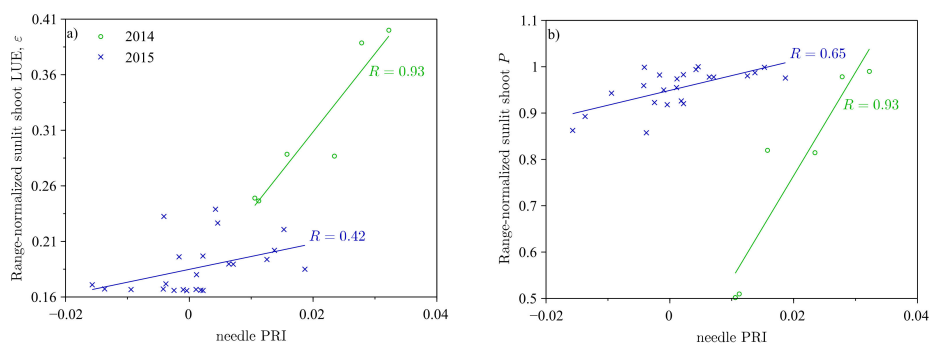 a)
2014
2015
R = 0.93
R = 0.42
0.41
0.36
0.31
0.26
0.21
0.16
−0.02
0
0.02
0.04
needle PRI
Range-normalized sunlit shoot LUE, ε
b)
R = 0.65
R = 0.93
1.1
1
0.9
0.8
0.7
0.6
0.5
−0.02
0
0.02
0.04
needle PRI
Range-normalized sunlit shoot P